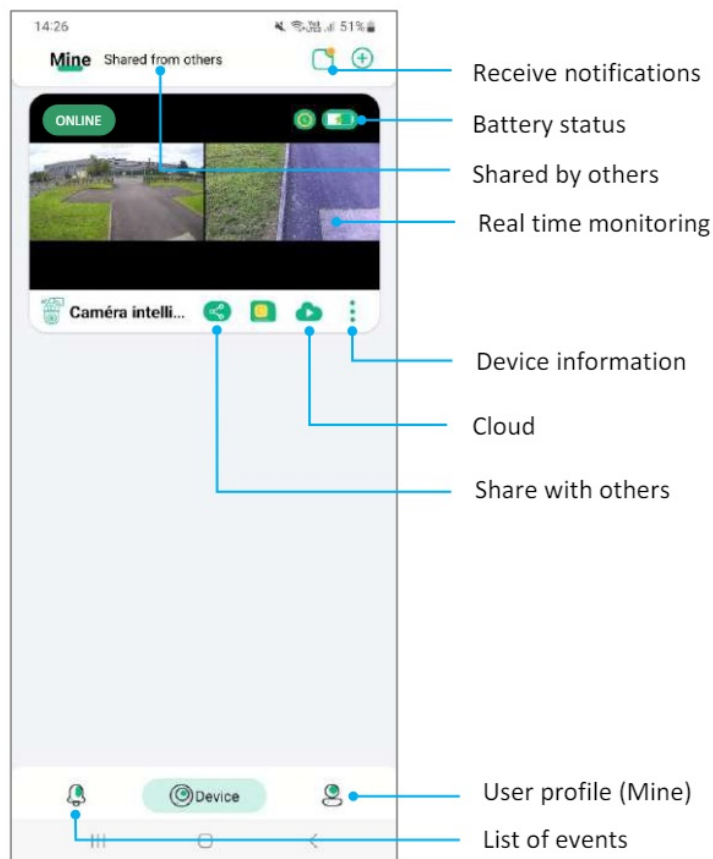 14:26
51%
Mine Shared from others
Receive notifications
ONLINE
Battery status
Shared by others
Real time monitoring
Caméra intelli...
Device information
Cloud
Share with others
Device
User profile (Mine)
List of events